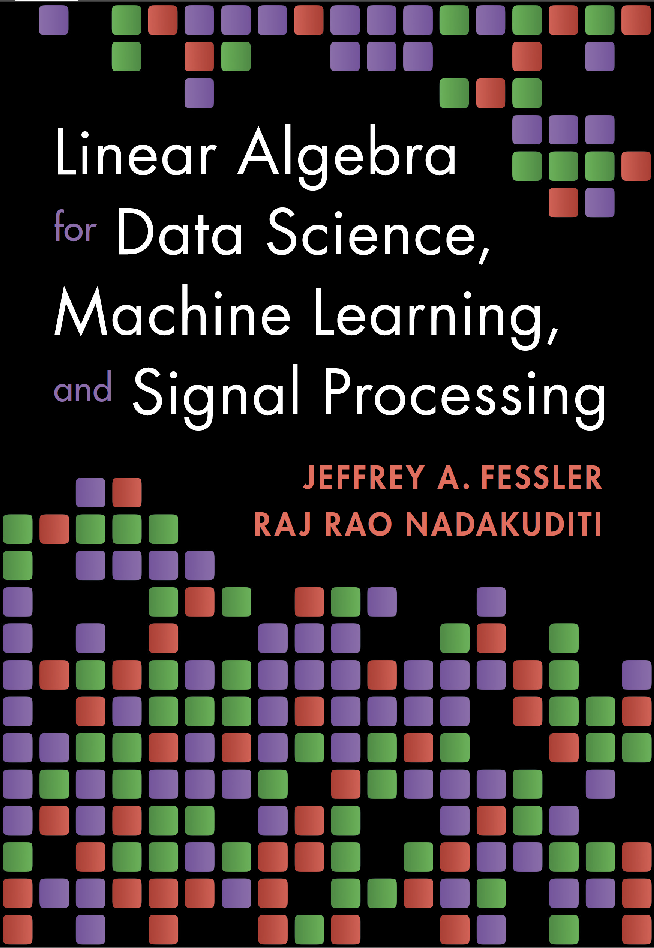 Linear Algebra
for Data Science,
Machine Learning,
and Signal Processing
JEFFREY A. FESSLER
RAJ RAO NADAKUDITI